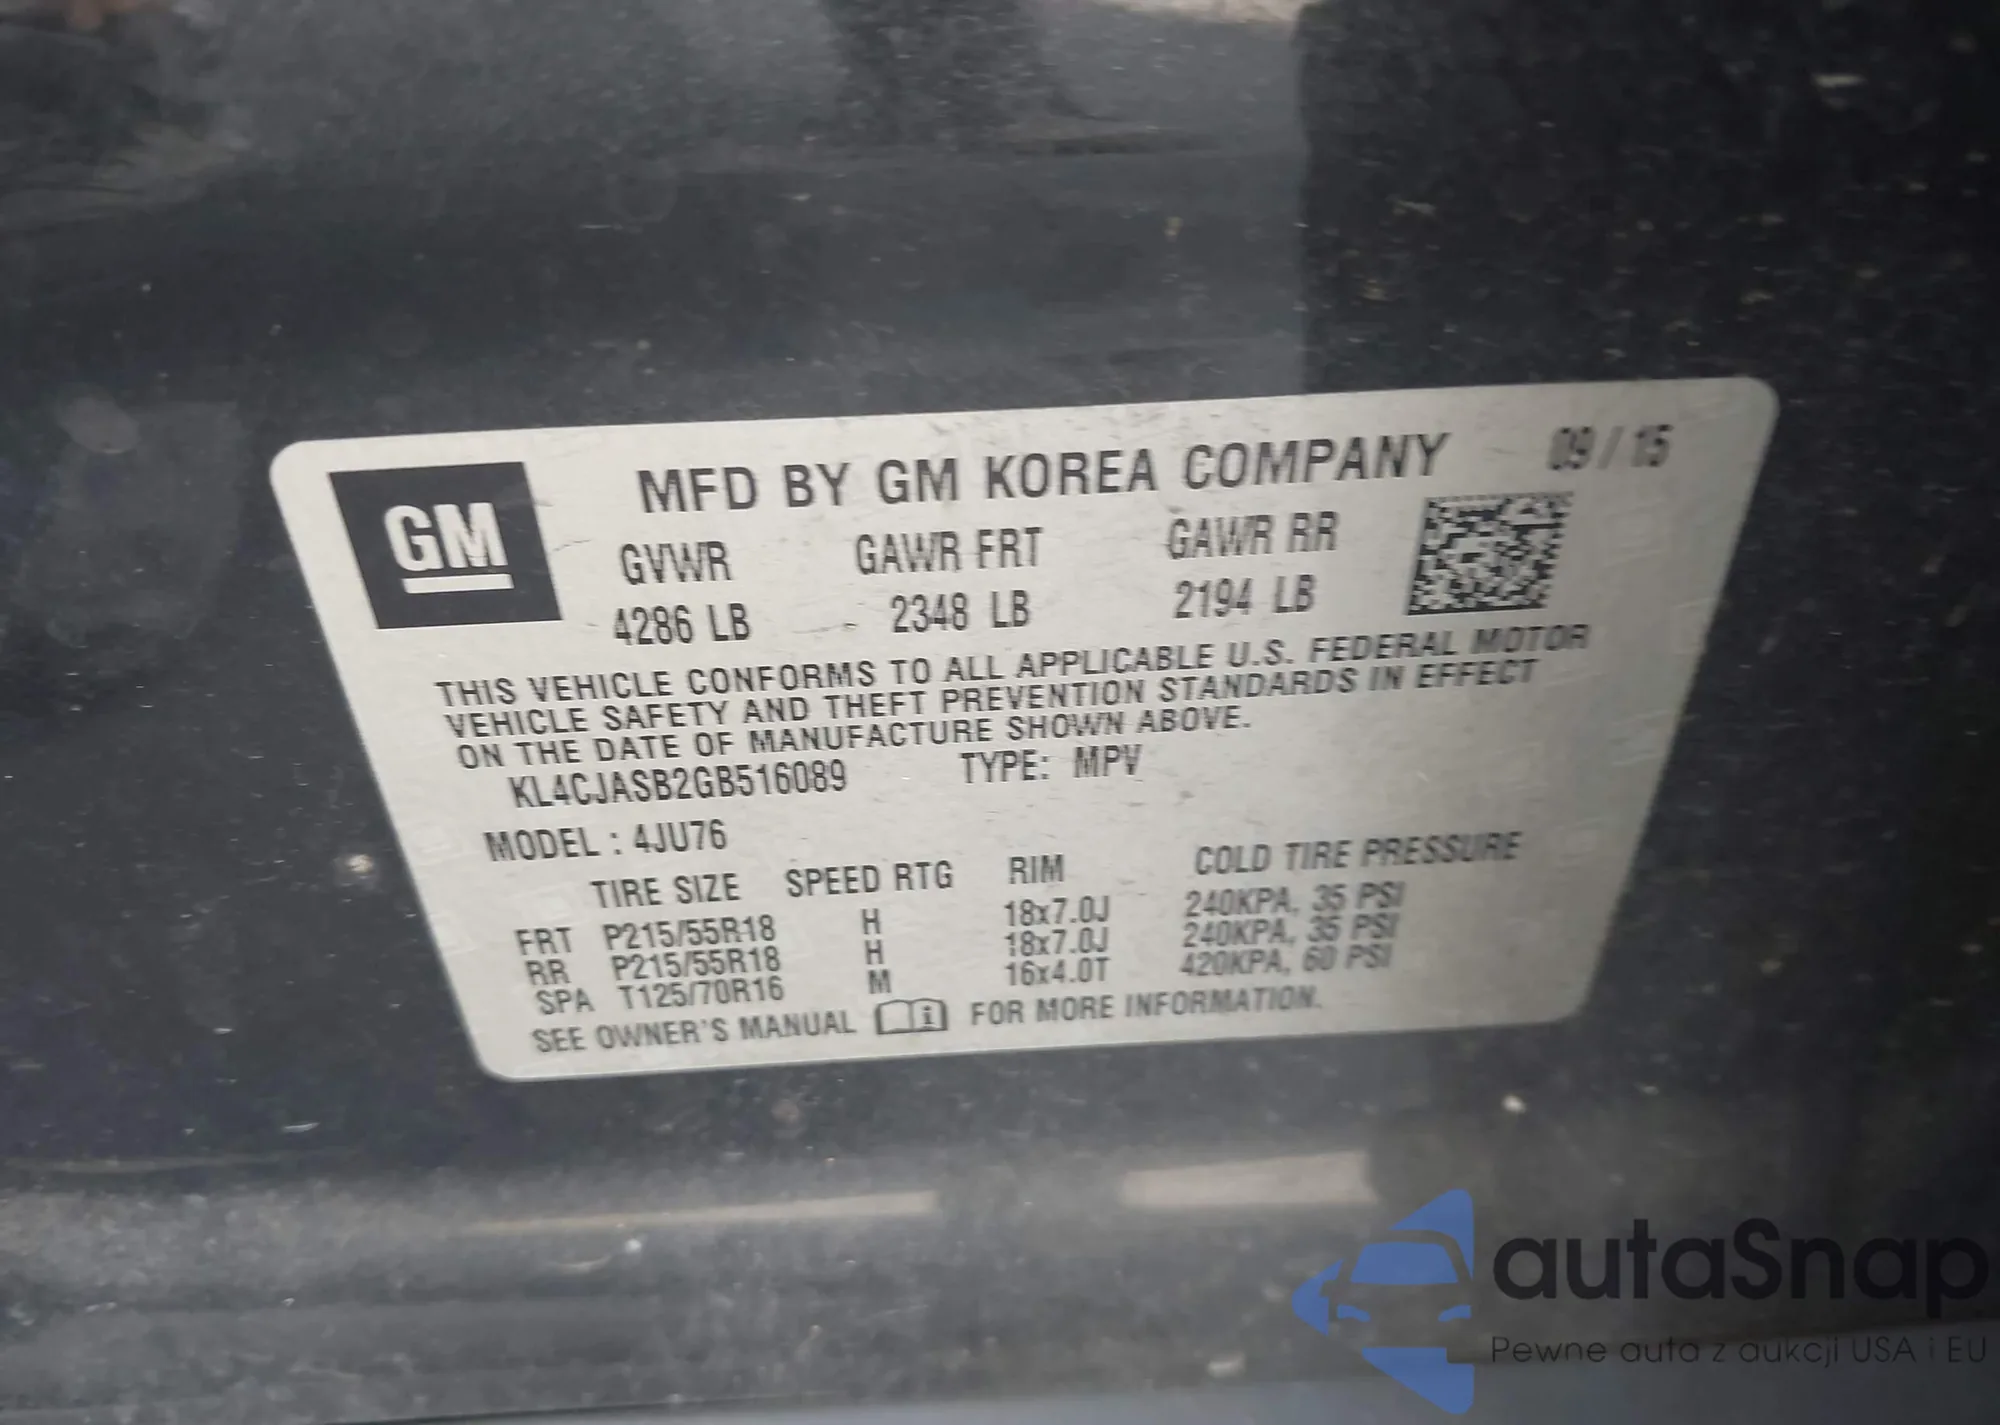 MFD BY GM KOREA COMPANY 09/15
GM
GVWR GAWR FRT GAWR RR
4286 LB 2348 LB 2194 LB
THIS VEHICLE CONFORMS TO ALL APPLICABLE U.S. FEDERAL MOTOR
VEHICLE SAFETY AND THEFT PREVENTION STANDARDS IN EFFECT
ON THE DATE OF MANUFACTURE SHOWN ABOVE.
KL4CJASB2GB516089 TYPE: MPV
MODEL : 4JU76
TIRE SIZE SPEED RTG RIM COLD TIRE PRESSURE
FRT P215/55R18 H 18x7.0J 240KPA, 35 PSI
RR P215/55R18 H 18x7.0J 240KPA, 35 PSI
SPA T125/70R16 M 16x4.0T 420KPA, 60 PSI
SEE OWNER'S MANUAL i FOR MORE INFORMATION.
autaSnap
Pewne auta z aukcji USA i EU